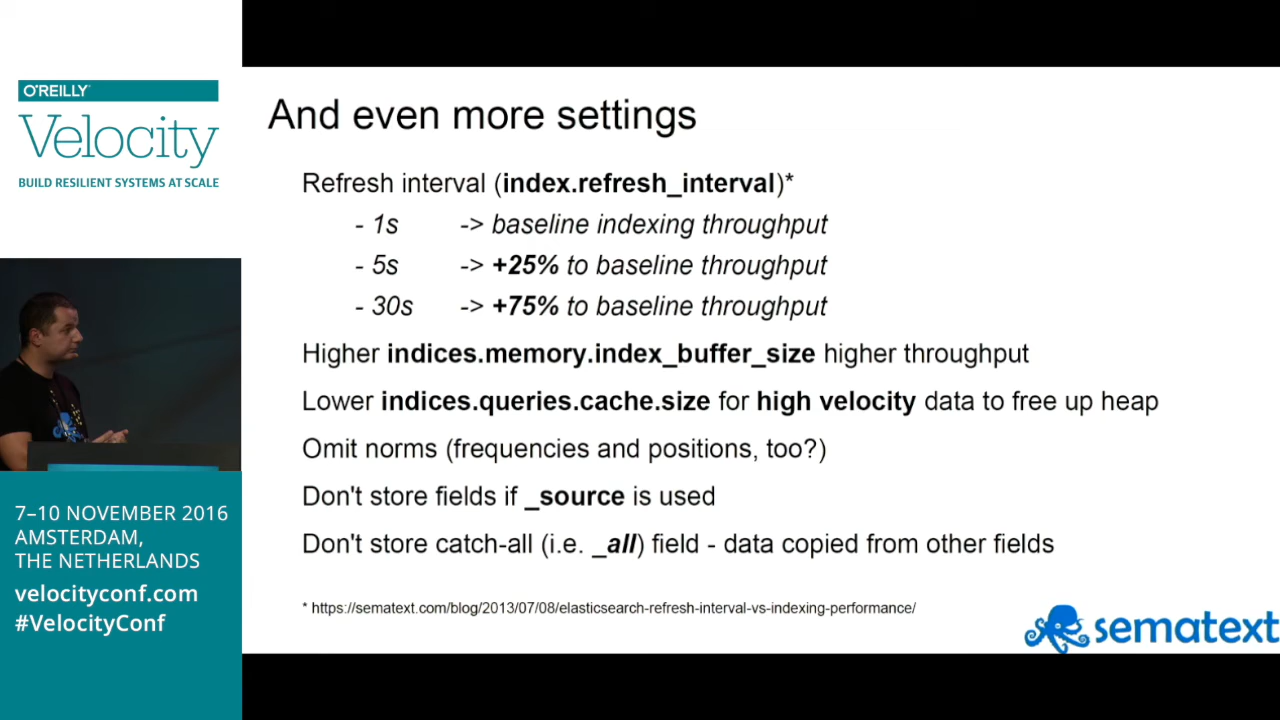 O'REILLY
Velocity
BUILD RESILIENT SYSTEMS AT SCALE
7–10 NOVEMBER 2016
AMSTERDAM,
THE NETHERLANDS
velocityconf.com
#VelocityConf
And even more settings
Refresh interval (index.refresh_interval)*
- 1s -> baseline indexing throughput
- 5s -> +25% to baseline throughput
- 30s -> +75% to baseline throughput
Higher indices.memory.index_buffer_size higher throughput
Lower indices.queries.cache.size for high velocity data to free up heap
Omit norms (frequencies and positions, too?)
Don't store fields if _source is used
Don't store catch-all (i.e. _all) field - data copied from other fields
* https://sematext.com/blog/2013/07/08/elasticsearch-refresh-interval-vs-indexing-performance/
sematext